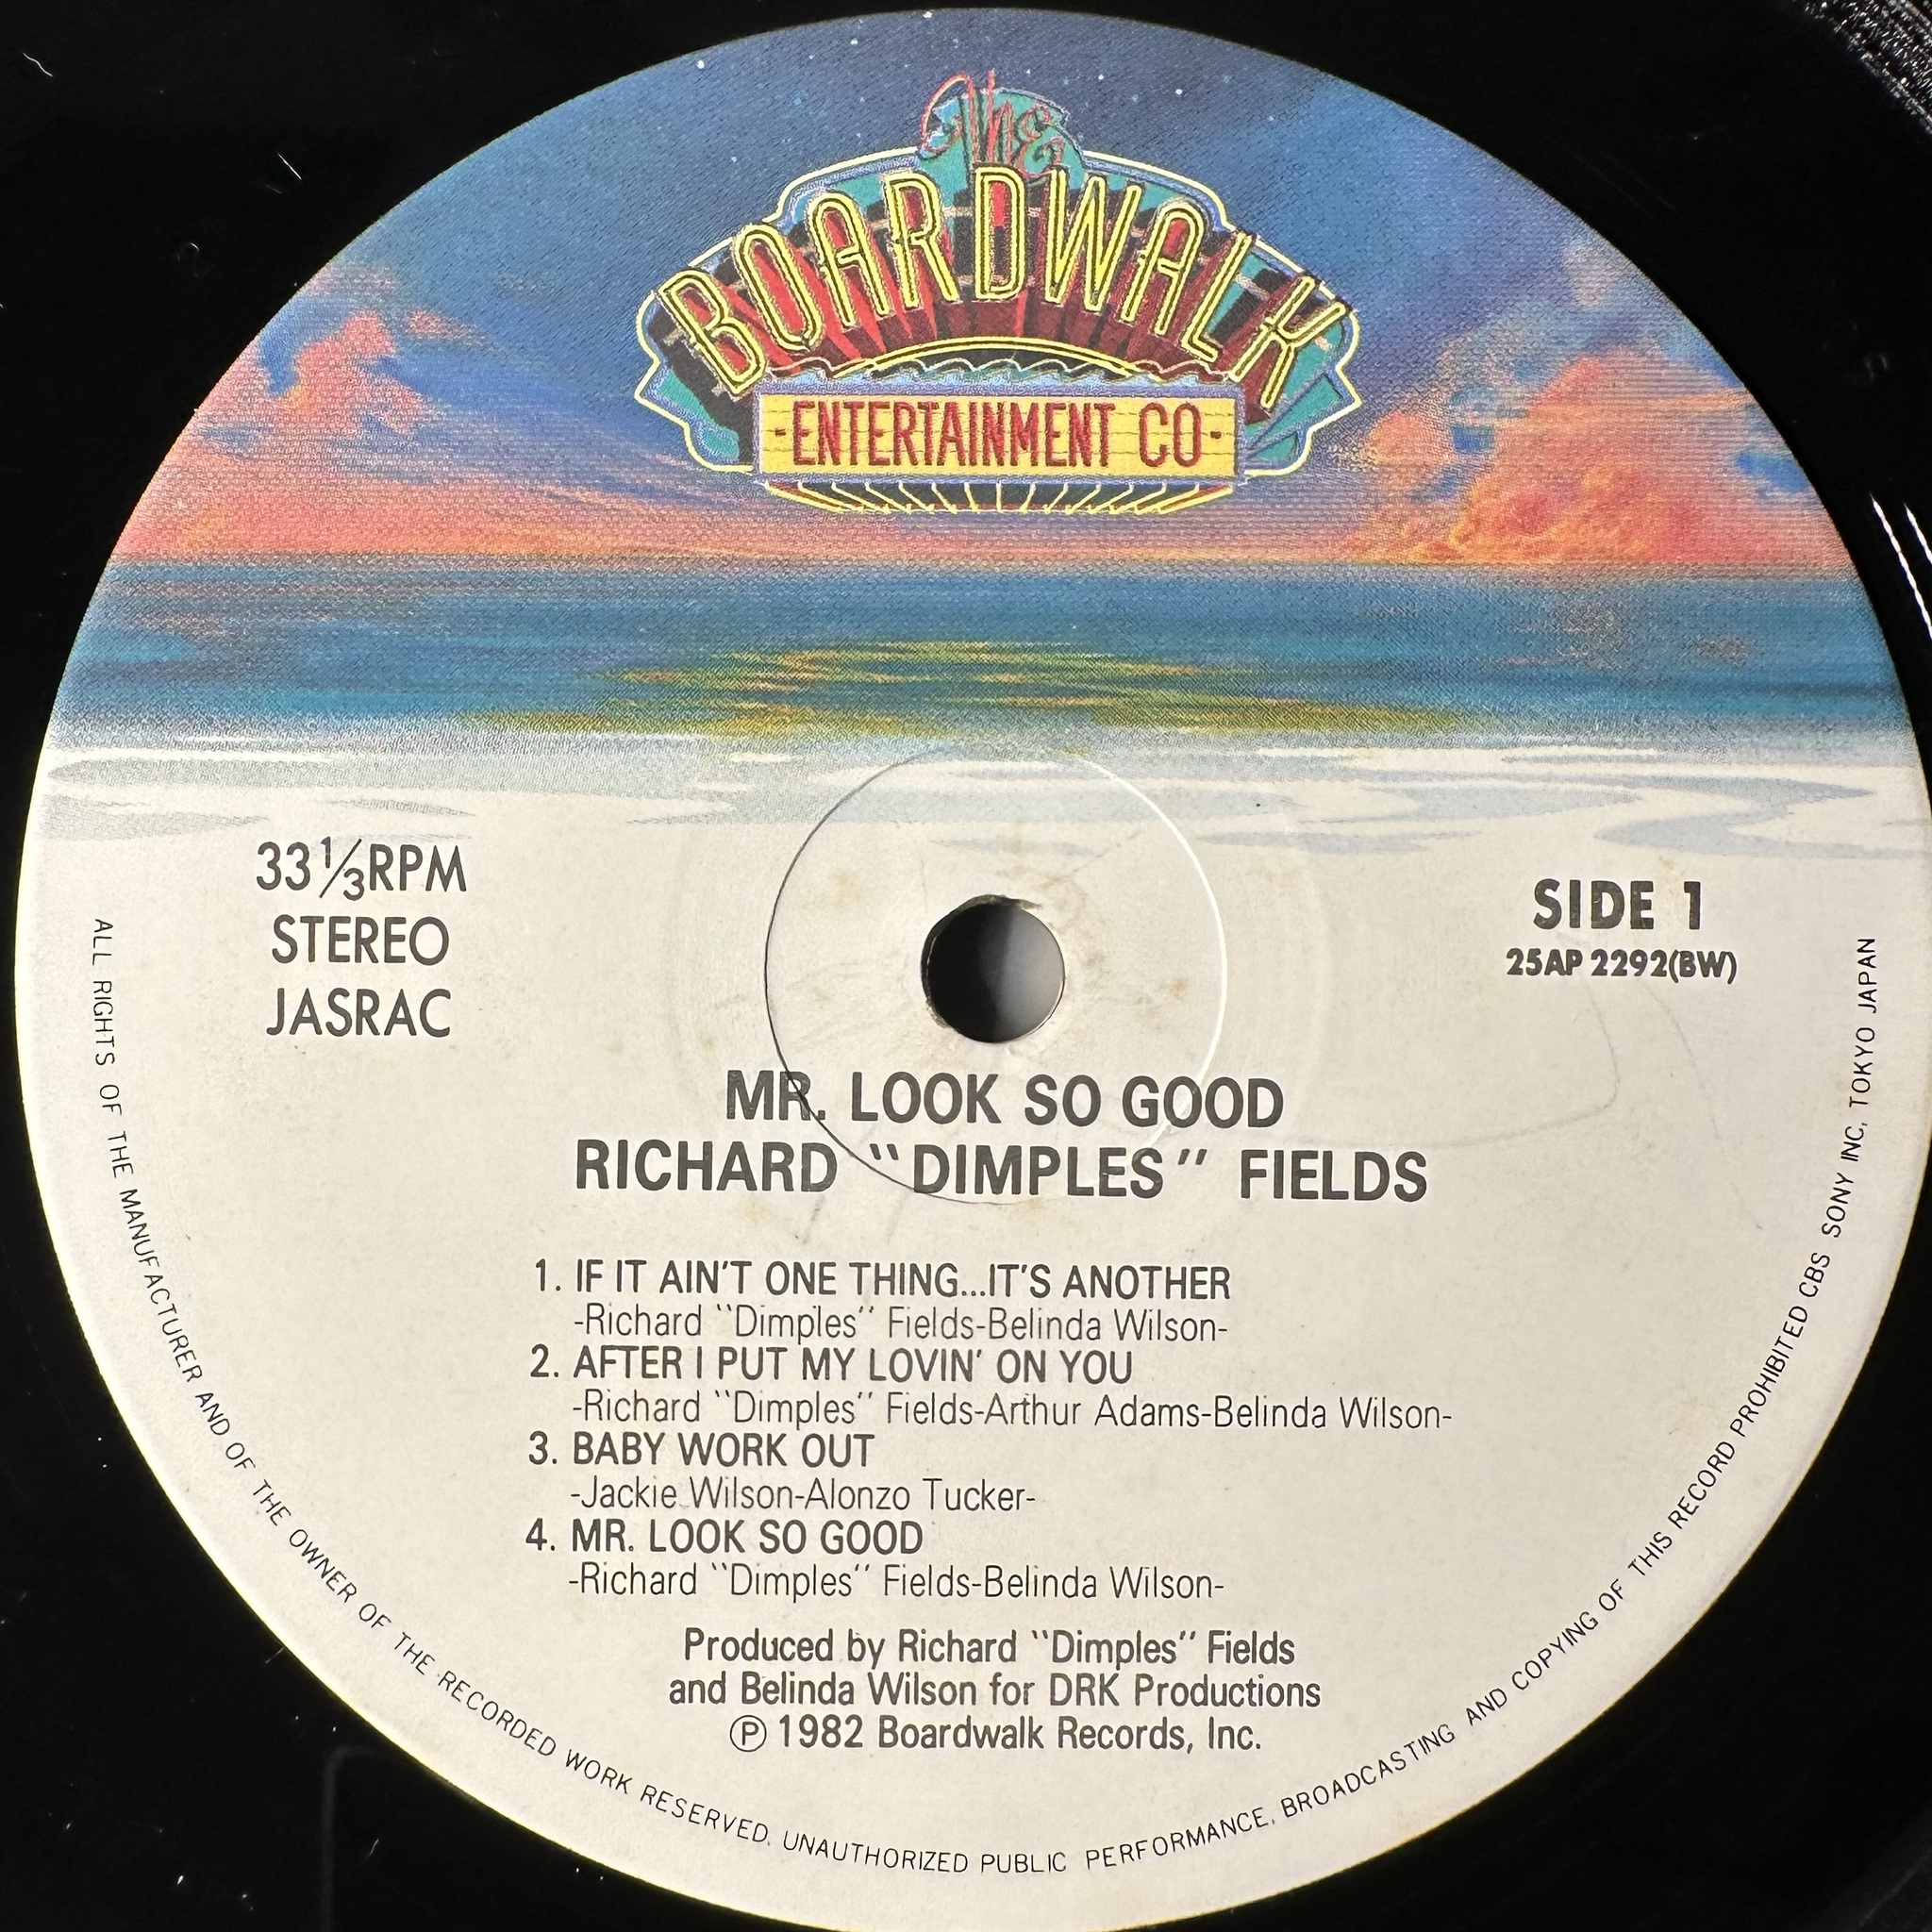 The
BOARDWALK
-ENTERTAINMENT CO-
33 1/3 RPM
STEREO
JASRAC
SIDE 1
25AP 2292(BW)
MR. LOOK SO GOOD
RICHARD "DIMPLES" FIELDS
1. IF IT AIN'T ONE THING...IT'S ANOTHER
-Richard "Dimples" Fields-Belinda Wilson-
2. AFTER I PUT MY LOVIN' ON YOU
-Richard "Dimples" Fields-Arthur Adams-Belinda Wilson-
3. BABY WORK OUT
-Jackie Wilson-Alonzo Tucker-
4. MR. LOOK SO GOOD
-Richard "Dimples" Fields-Belinda Wilson-
Produced by Richard "Dimples" Fields
and Belinda Wilson for DRK Productions
℗ 1982 Boardwalk Records, Inc.
ALL RIGHTS OF THE MANUFACTURER AND OF THE OWNER OF THE RECORDED WORK RESERVED. UNAUTHORIZED PUBLIC PERFORMANCE, BROADCASTING AND COPYING OF THIS RECORD PROHIBITED CBS SONY INC, TOKYO JAPAN